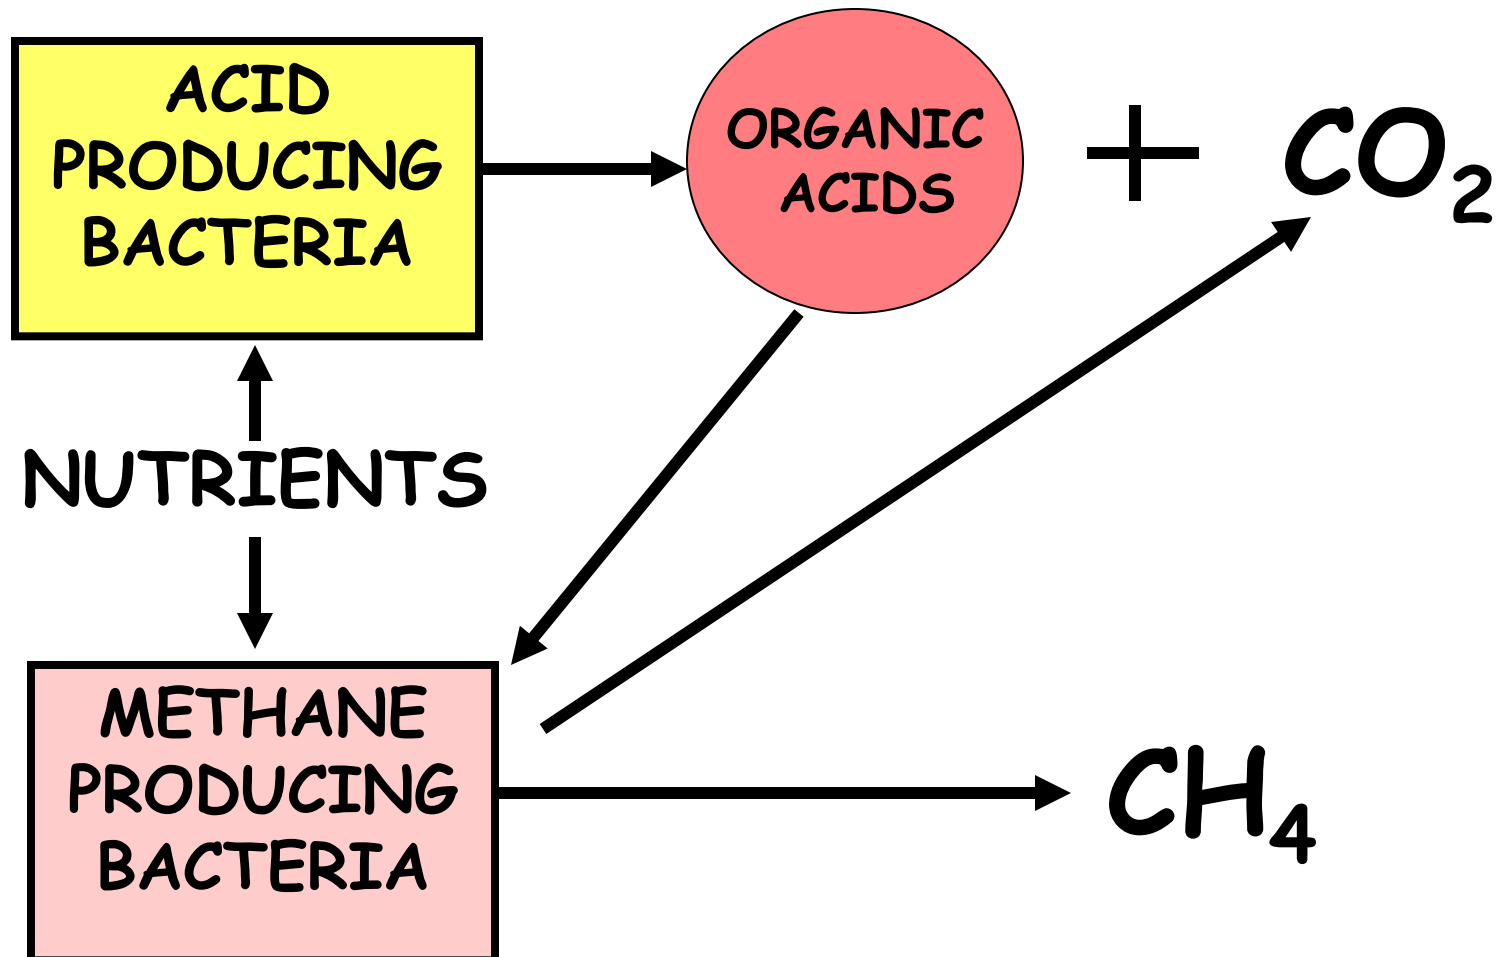 ACID
PRODUCING
BACTERIA
ORGANIC
ACIDS
+
CO2
NUTRIENTS
METHANE
PRODUCING
BACTERIA
CH4